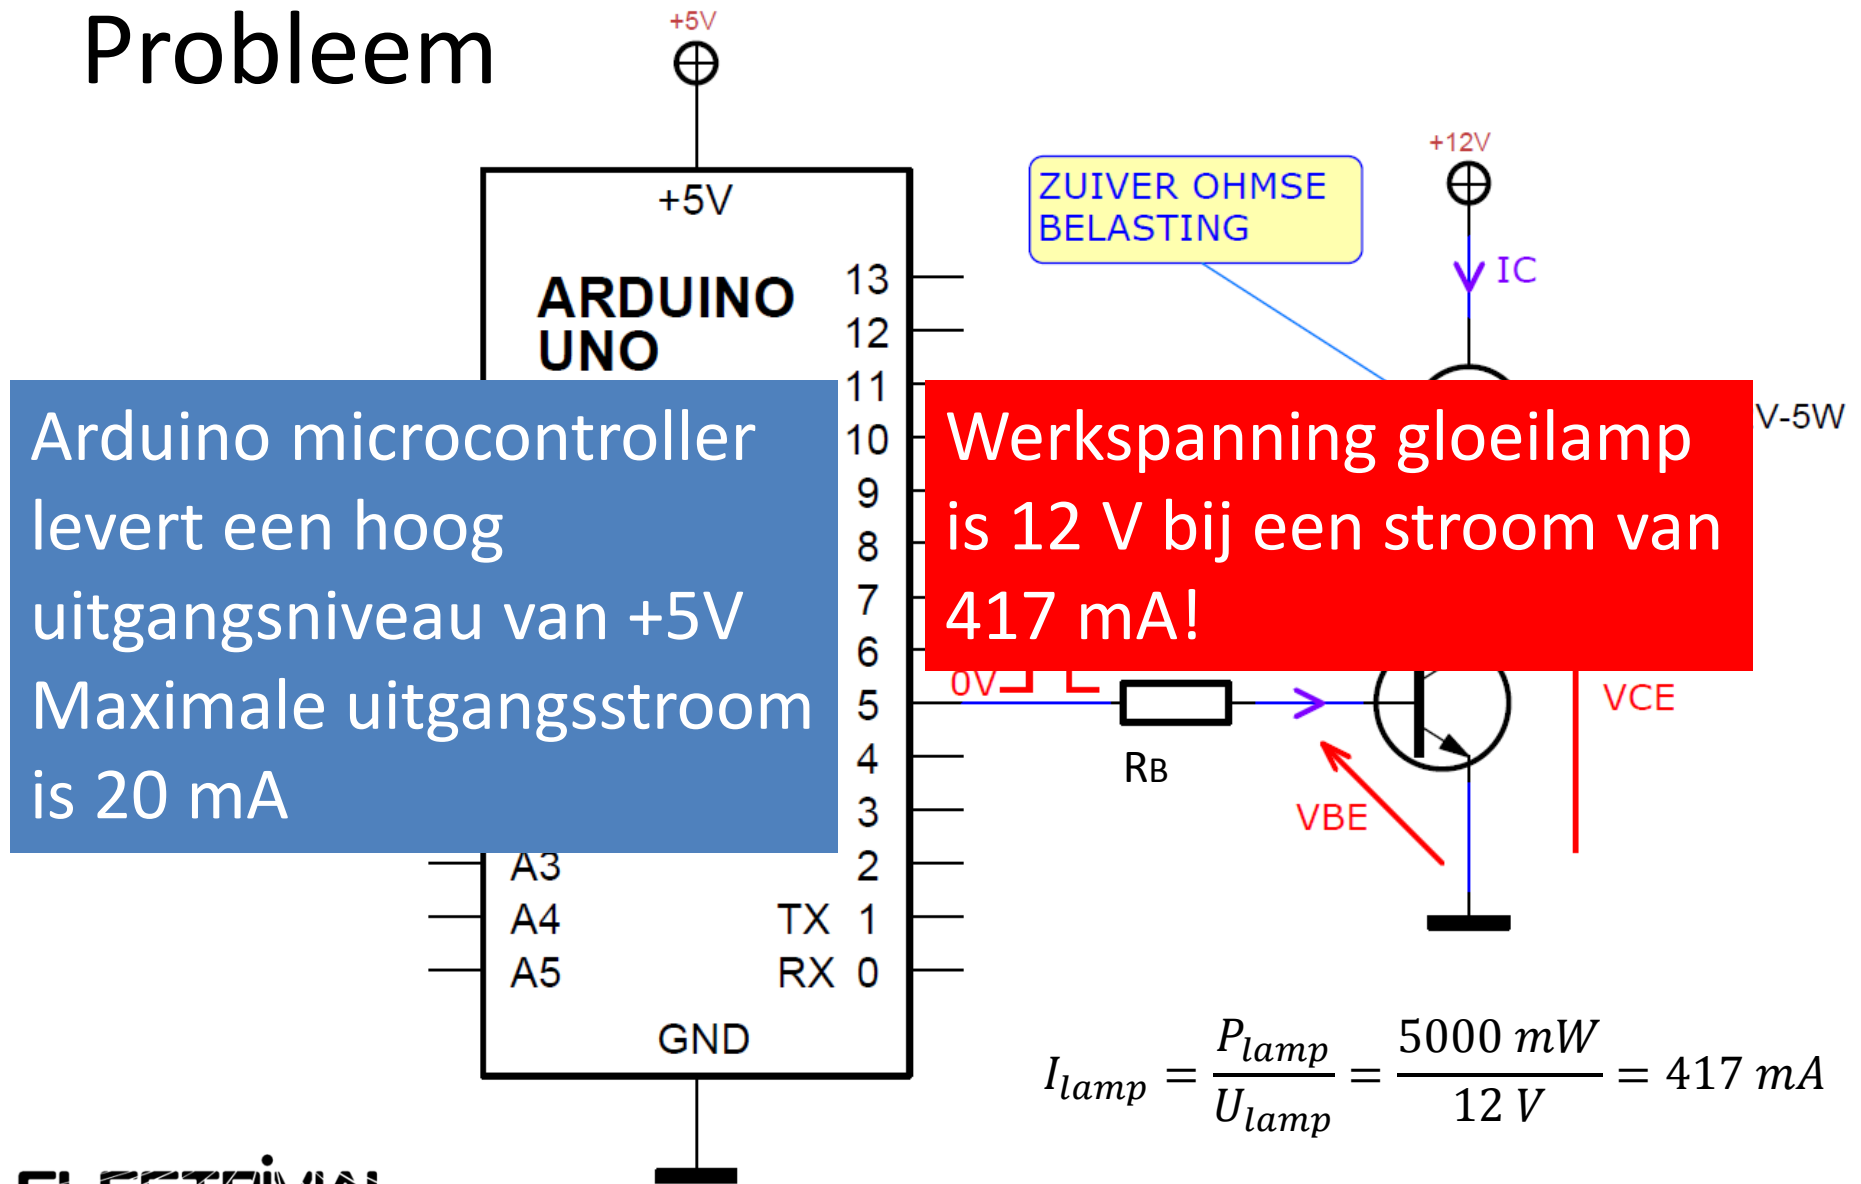 Probleem
+5V
+5V
ARDUINO
UNO
13
12
11
10
9
8
7
6
5
4
3
2
TX 1
RX 0
A3
A4
A5
GND
Arduino microcontroller
levert een hoog
uitgangsniveau van +5V
Maximale uitgangsstroom
is 20 mA
ZUIVER OHMSE
BELASTING
+12V
IC
V-5W
Werkspanning gloeilamp
is 12 V bij een stroom van
417 mA!
0V
RB
VBE
VCE
I_lamp = P_lamp / U_lamp = 5000 mW / 12 V = 417 mA